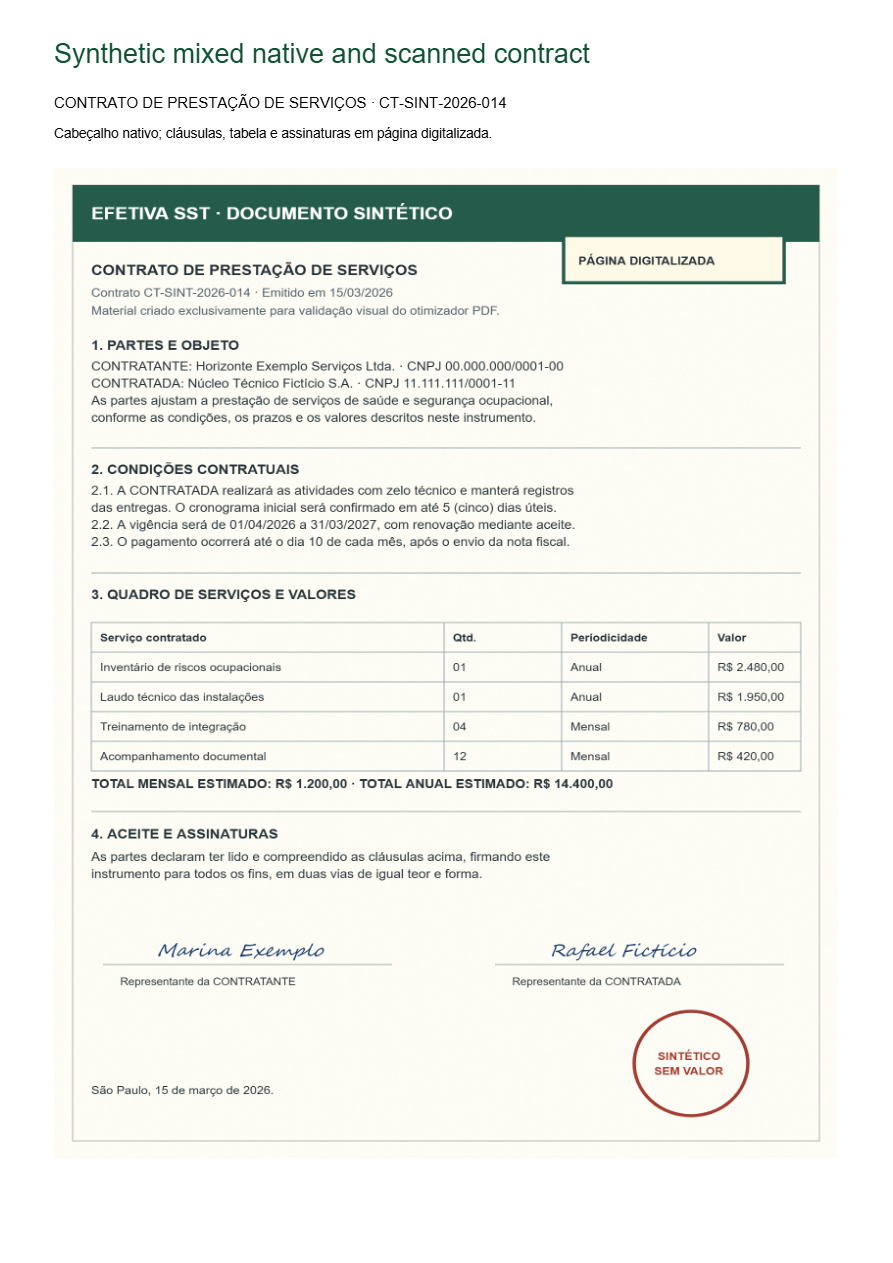 Synthetic mixed native and scanned contract
CONTRATO DE PRESTAÇÃO DE SERVIÇOS · CT-SINT-2026-014
Cabeçalho nativo; cláusulas, tabela e assinaturas em página digitalizada.
EFETIVA SST · DOCUMENTO SINTÉTICO
PÁGINA DIGITALIZADA
CONTRATO DE PRESTAÇÃO DE SERVIÇOS
Contrato CT-SINT-2026-014 · Emitido em 15/03/2026
Material criado exclusivamente para validação visual do otimizador PDF.
1. PARTES E OBJETO
CONTRATANTE: Horizonte Exemplo Serviços Ltda. · CNPJ 00.000.000/0001-00
CONTRATADA: Núcleo Técnico Fictício S.A. · CNPJ 11.111.111/0001-11
As partes ajustam a prestação de serviços de saúde e segurança ocupacional,
conforme as condições, os prazos e os valores descritos neste instrumento.
2. CONDIÇÕES CONTRATUAIS
2.1. A CONTRATADA realizará as atividades com zelo técnico e manterá registros
das entregas. O cronograma inicial será confirmado em até 5 (cinco) dias úteis.
2.2. A vigência será de 01/04/2026 a 31/03/2027, com renovação mediante aceite.
2.3. O pagamento ocorrerá até o dia 10 de cada mês, após o envio da nota fiscal.
3. QUADRO DE SERVIÇOS E VALORES
Serviço contratado Qtd. Periodicidade Valor
Inventário de riscos ocupacionais 01 Anual R$ 2.480,00
Laudo técnico das instalações 01 Anual R$ 1.950,00
Treinamento de integração 04 Mensal R$ 780,00
Acompanhamento documental 12 Mensal R$ 420,00
TOTAL MENSAL ESTIMADO: R$ 1.200,00 · TOTAL ANUAL ESTIMADO: R$ 14.400,00
4. ACEITE E ASSINATURAS
As partes declaram ter lido e compreendido as cláusulas acima, firmando este
instrumento para todos os fins, em duas vias de igual teor e forma.
Marina Exemplo Rafael Fictício
Representante da CONTRATANTE Representante da CONTRATADA
SINTÉTICO
SEM VALOR
São Paulo, 15 de março de 2026.